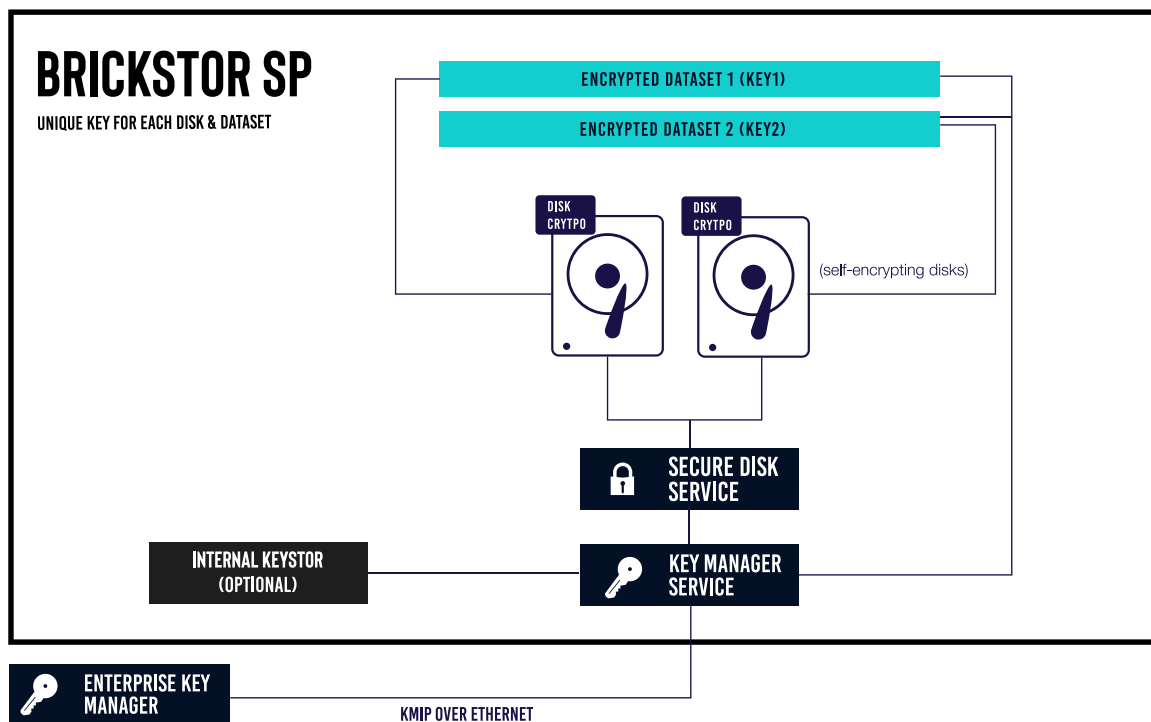 BRICKSTOR SP
UNIQUE KEY FOR EACH DISK & DATASET
ENCRYPTED DATASET 1 (KEY1)
ENCRYPTED DATASET 2 (KEY2)
DISK
CRYTPO
DISK
CRYTPO
(self-encrypting disks)
SECURE DISK
SERVICE
INTERNAL KEYSTOR
(OPTIONAL)
KEY MANAGER
SERVICE
ENTERPRISE KEY
MANAGER
KMIP OVER ETHERNET